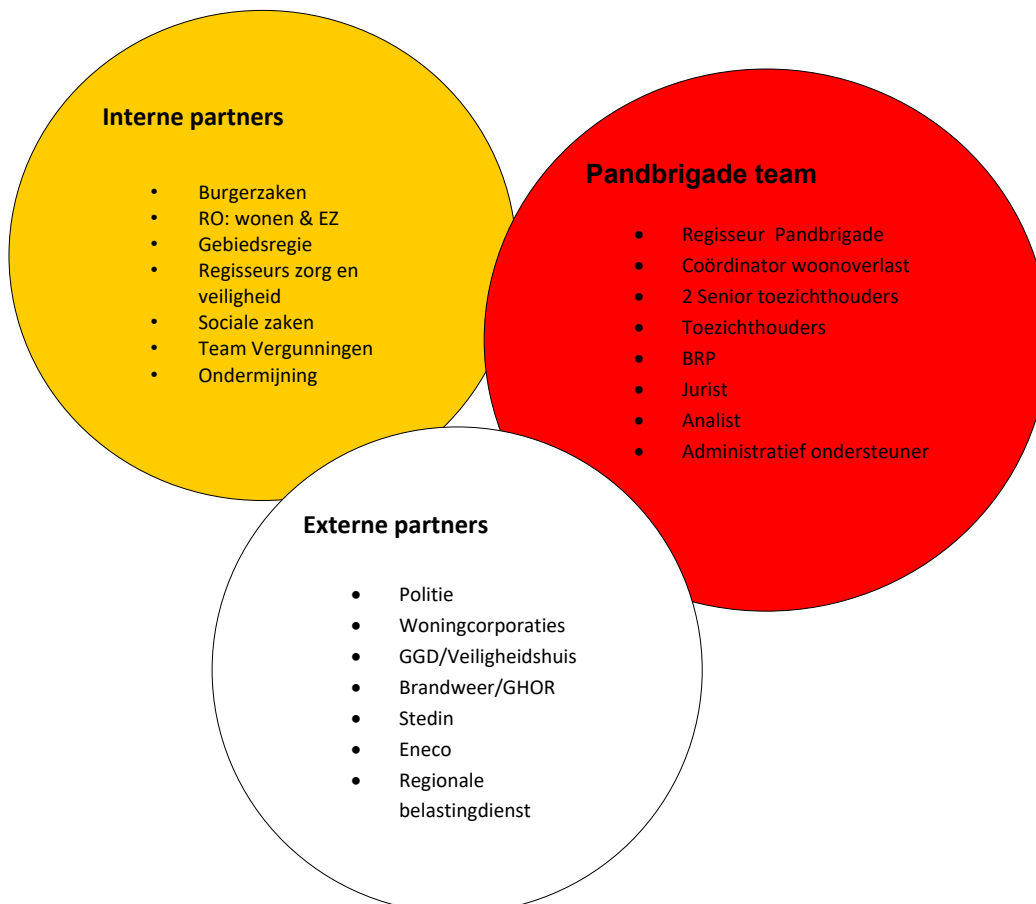 Interne partners
• Burgerzaken
• RO: wonen & EZ
• Gebiedsregie
• Regisseurs zorg en
veiligheid
• Sociale zaken
• Team Vergunningen
• Ondermijning
Pandbrigade team
• Regisseur Pandbrigade
• Coördinator woonoverlast
• 2 Senior toezichthouders
• Toezichthouders
• BRP
• Jurist
• Analist
• Administratief ondersteuner
Externe partners
• Politie
• Woningcorporaties
• GGD/Veiligheidshuis
• Brandweer/GHOR
• Stedin
• Eneco
• Regionale
belastingdienst